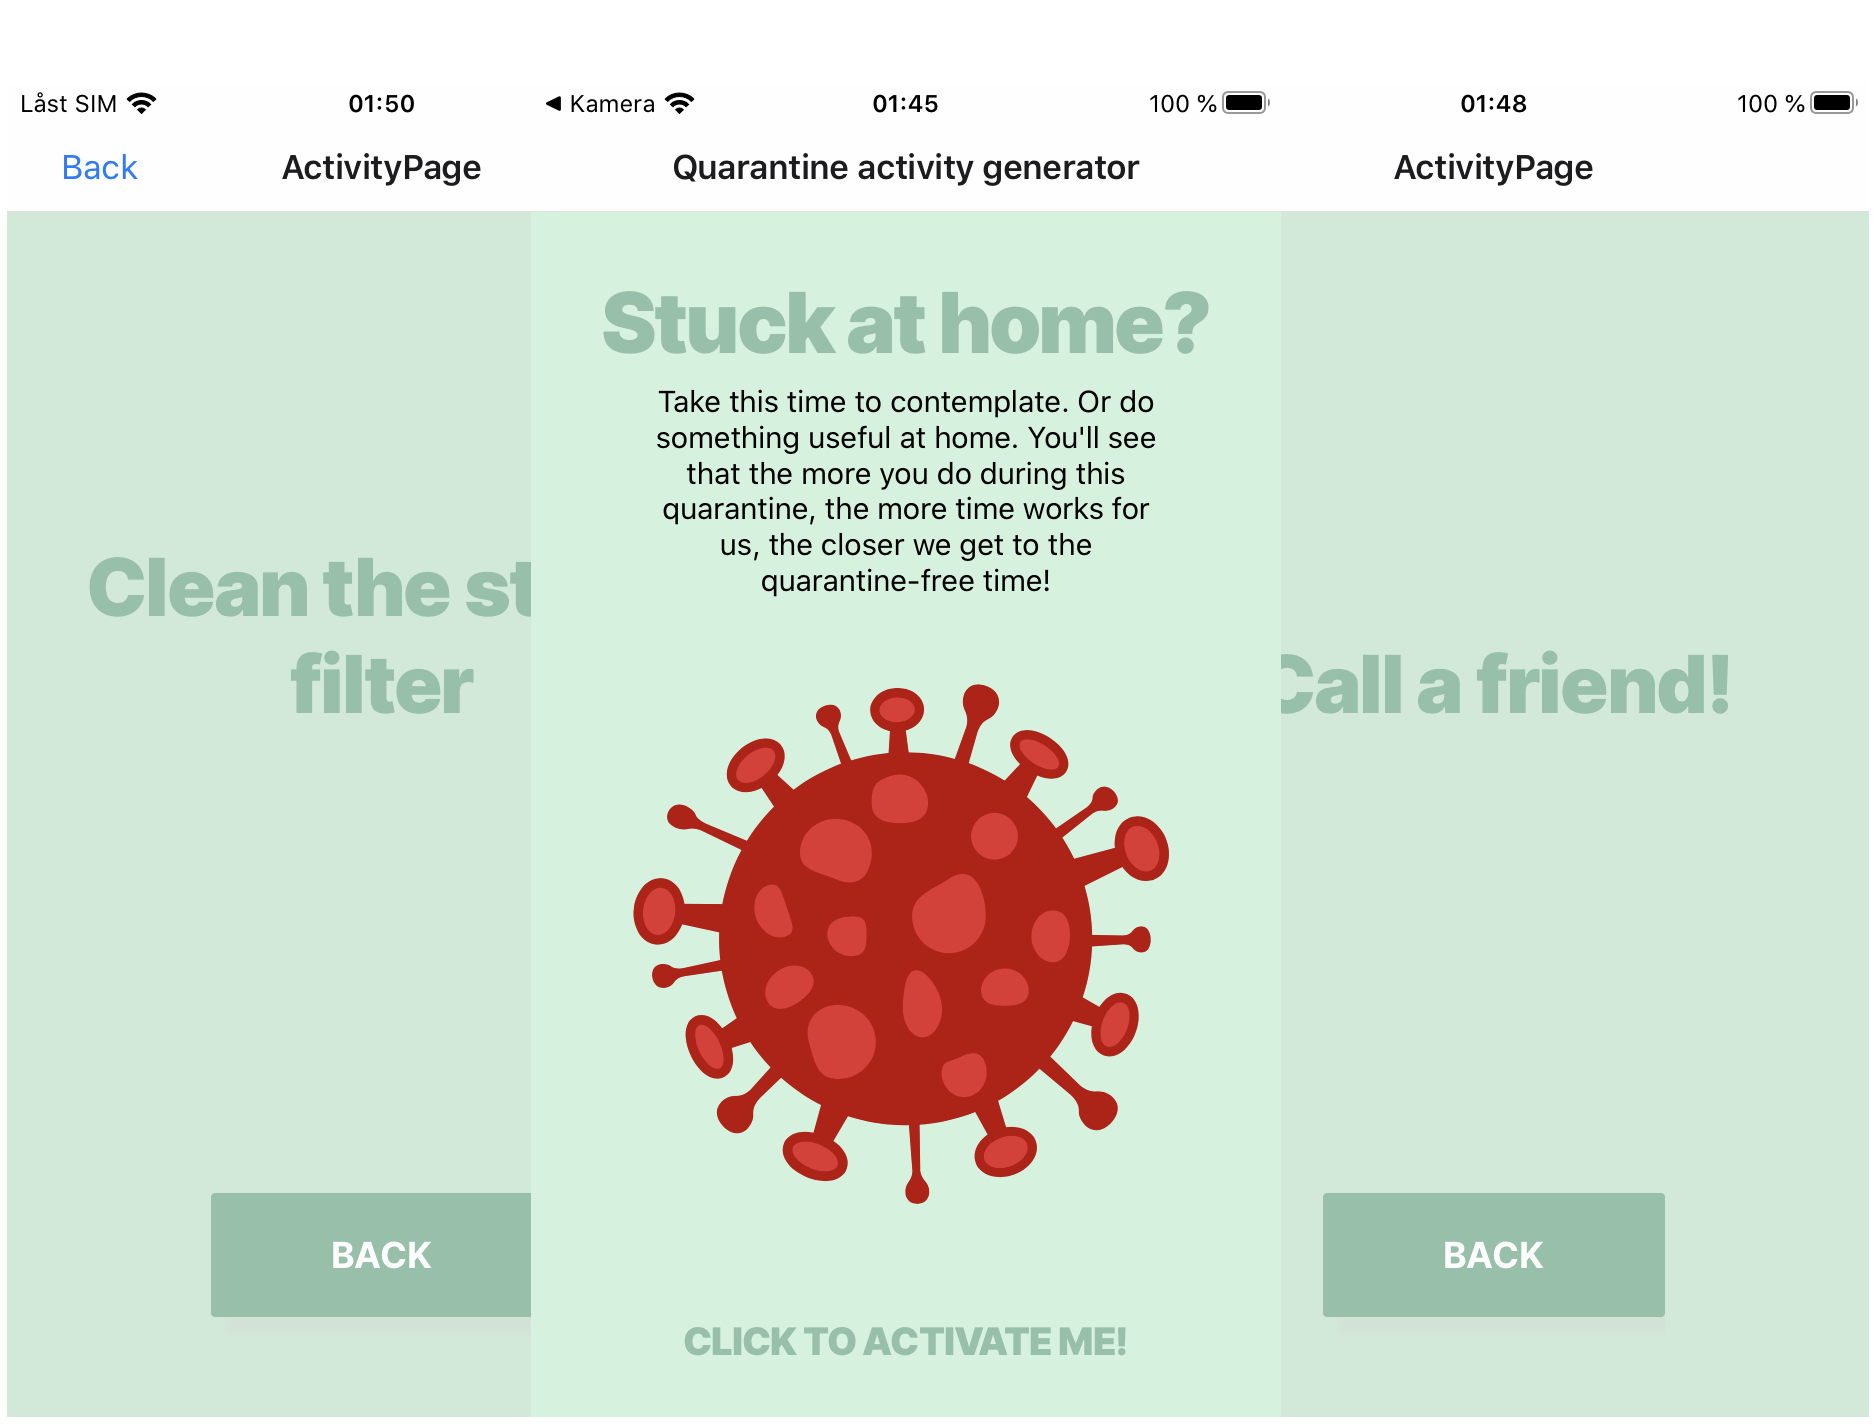 Låst SIM
01:50
Back
ActivityPage
Clean the
filter
BACK
◀ Kamera
01:45
100 %
Quarantine activity generator
Stuck at home?
Take this time to contemplate. Or do
something useful at home. You'll see
that the more you do during this
quarantine, the more time works for
us, the closer we get to the
quarantine-free time!
CLICK TO ACTIVATE ME!
01:48
100 %
ActivityPage
Call a friend!
BACK